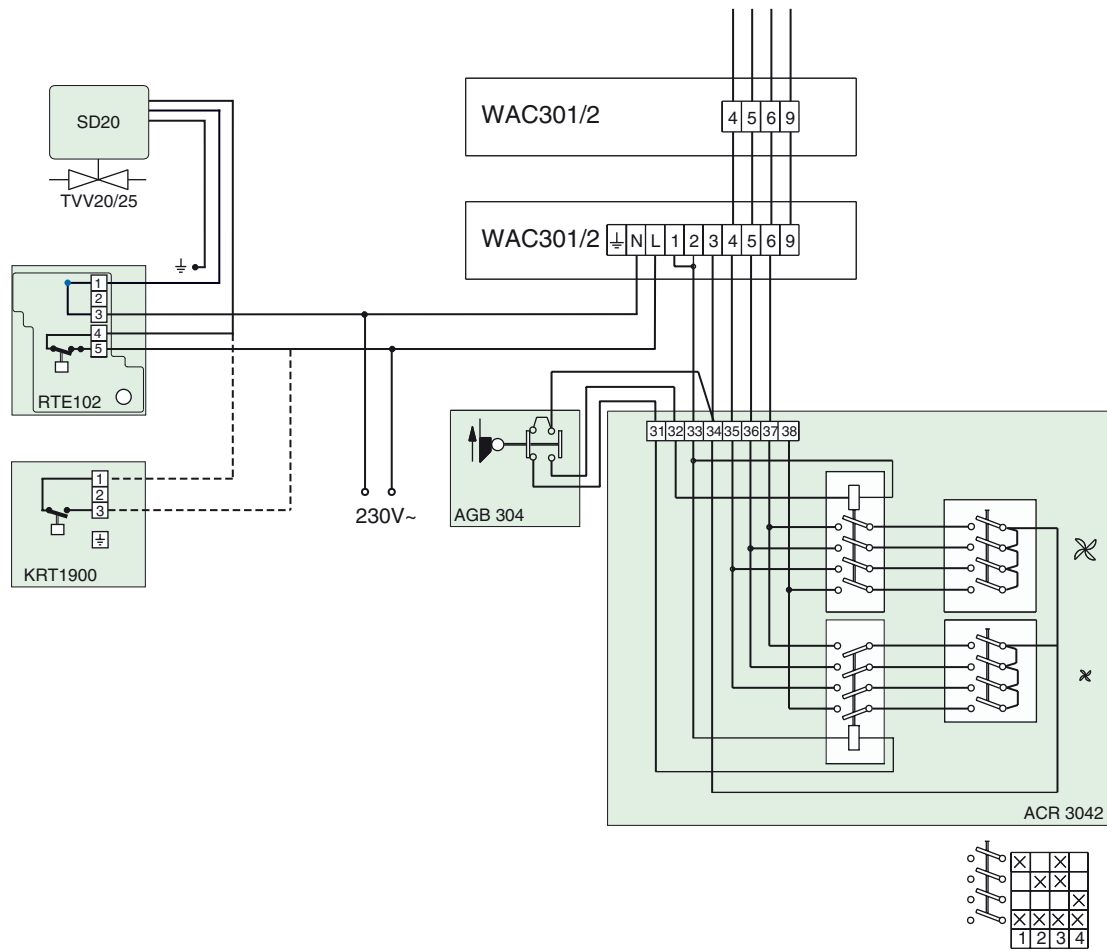 WAC301/2
4 5 6 9
SD20
TVV20/25
WAC301/2
N L 1 2 3 4 5 6 9
1
2
3
4
5
RTE102
31 32 33 34 35 36 37 38
1
2
3
KRT1900
230V~
AGB 304
ACR 3042
1 2 3 4